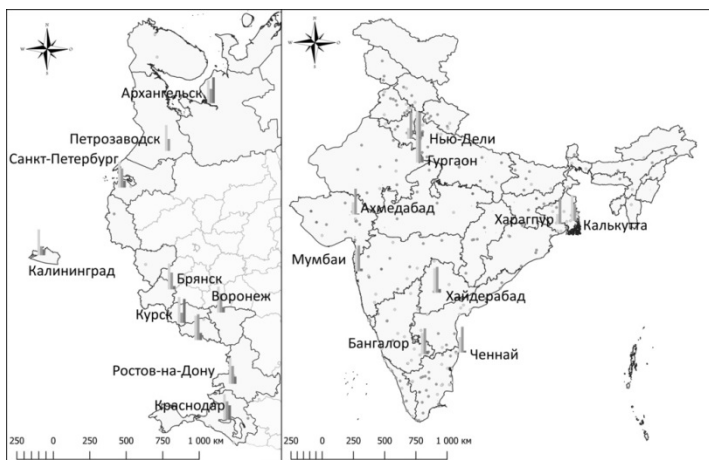 Архангельск
Петрозаводск
Санкт-Петербург
Калининград
Брянск
Воронеж
Курск
Ростов-на-Дону
Краснодар
250 0 250 500 750 1 000 км
Нью-Дели
Гургаон
Ахмедабад
Харагпур
Калькутта
Мумбаи
Хайдерабад
Бангалор
Ченнай
250 0 250 500 750 1 000 км